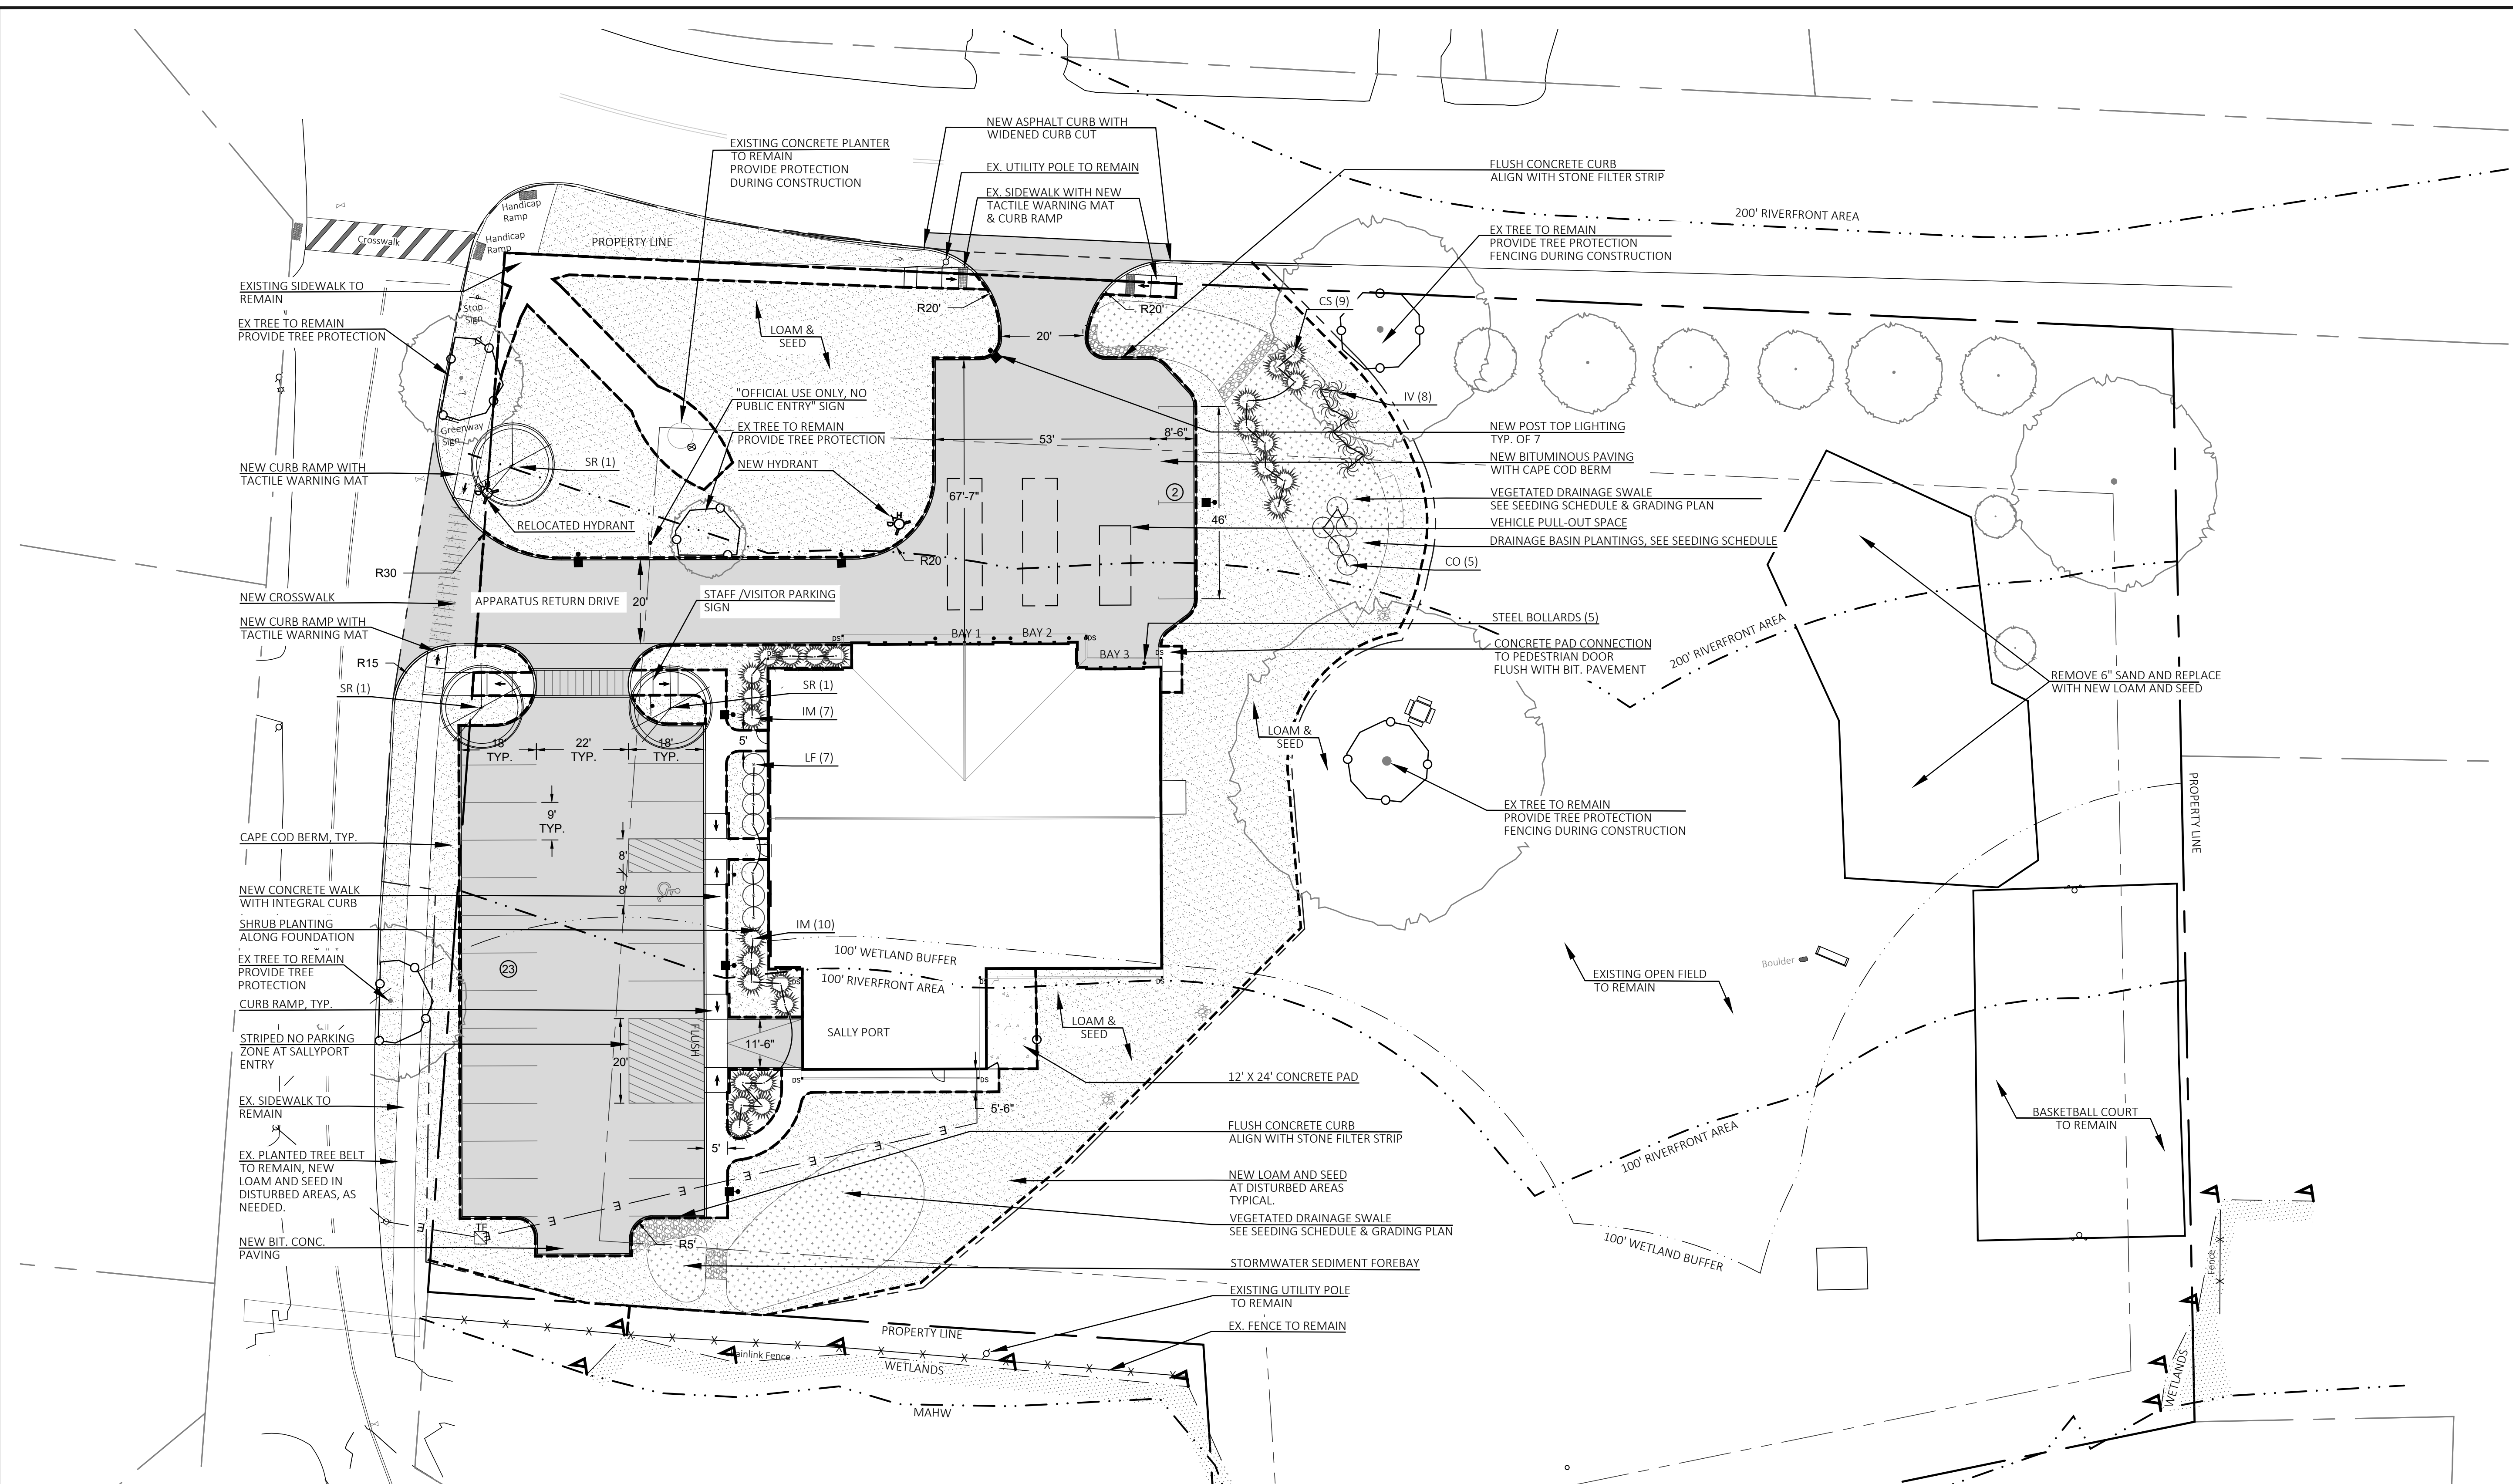 NEW ASPHALT CURB WITH
WIDENED CURB CUT
EX. UTILITY POLE TO REMAIN
EX. SIDEWALK WITH NEW
TACTILE WARNING MAT
& CURB RAMP
EXISTING CONCRETE PLANTER
TO REMAIN
PROVIDE PROTECTION
DURING CONSTRUCTION
FLUSH CONCRETE CURB
ALIGN WITH STONE FILTER STRIP
200' RIVERFRONT AREA
EX TREE TO REMAIN
PROVIDE TREE PROTECTION
FENCING DURING CONSTRUCTION
Handicap
Ramp
Handicap
Ramp
Crosswalk
PROPERTY LINE
EXISTING SIDEWALK TO
REMAIN
Stop
Sign
EX TREE TO REMAIN
PROVIDE TREE PROTECTION
R20'
R20'
20'
LOAM &
SEED
CS (9)
IV (8)
"OFFICIAL USE ONLY, NO
PUBLIC ENTRY" SIGN
EX TREE TO REMAIN
PROVIDE TREE PROTECTION
Greenway
Sign
SR (1)
NEW HYDRANT
53'
8'-6"
NEW POST TOP LIGHTING
TYP. OF 7
NEW BITUMINOUS PAVING
WITH CAPE COD BERM
NEW CURB RAMP WITH
TACTILE WARNING MAT
67'-7"
2
46'
VEGETATED DRAINAGE SWALE
SEE SEEDING SCHEDULE & GRADING PLAN
VEHICLE PULL-OUT SPACE
DRAINAGE BASIN PLANTINGS, SEE SEEDING SCHEDULE
CO (5)
RELOCATED HYDRANT
R30
R20
NEW CROSSWALK
APPARATUS RETURN DRIVE
20'
STAFF /VISITOR PARKING
SIGN
NEW CURB RAMP WITH
TACTILE WARNING MAT
STEEL BOLLARDS (5)
DS
BAY 1
BAY 2
DS
BAY 3
DS
CONCRETE PAD CONNECTION
TO PEDESTRIAN DOOR
FLUSH WITH BIT. PAVEMENT
200' RIVERFRONT AREA
REMOVE 6" SAND AND REPLACE
WITH NEW LOAM AND SEED
R15
SR (1)
SR (1)
IM (7)
18'
TYP.
22'
TYP.
18'
TYP.
5'
LF (7)
LOAM &
SEED
EX TREE TO REMAIN
PROVIDE TREE PROTECTION
FENCING DURING CONSTRUCTION
PROPERTY LINE
9'
TYP.
CAPE COD BERM, TYP.
8'
8'
NEW CONCRETE WALK
WITH INTEGRAL CURB
SHRUB PLANTING
ALONG FOUNDATION
IM (10)
100' WETLAND BUFFER
100' RIVERFRONT AREA
EX TREE TO REMAIN
PROVIDE TREE
PROTECTION
23
Boulder
EXISTING OPEN FIELD
TO REMAIN
DS
DS
DS
CURB RAMP, TYP.
FLUSH
SALLY PORT
LOAM &
SEED
STRIPED NO PARKING
ZONE AT SALLYPORT
ENTRY
11'-6"
20'
DS
DS
12' X 24' CONCRETE PAD
EX. SIDEWALK TO
REMAIN
5'-6"
BASKETBALL COURT
TO REMAIN
FLUSH CONCRETE CURB
ALIGN WITH STONE FILTER STRIP
100' RIVERFRONT AREA
5'
EX. PLANTED TREE BELT
TO REMAIN, NEW
LOAM AND SEED IN
DISTURBED AREAS, AS
NEEDED.
E
E
E
E
E
E
E
E
TF
NEW LOAM AND SEED
AT DISTURBED AREAS
TYPICAL.
VEGETATED DRAINAGE SWALE
SEE SEEDING SCHEDULE & GRADING PLAN
NEW BIT. CONC.
PAVING
R5'
100' WETLAND BUFFER
Fence
STORMWATER SEDIMENT FOREBAY
EXISTING UTILITY POLE
TO REMAIN
PROPERTY LINE
EX. FENCE TO REMAIN
Chainlink Fence
WETLANDS
WETLANDS
MAHW